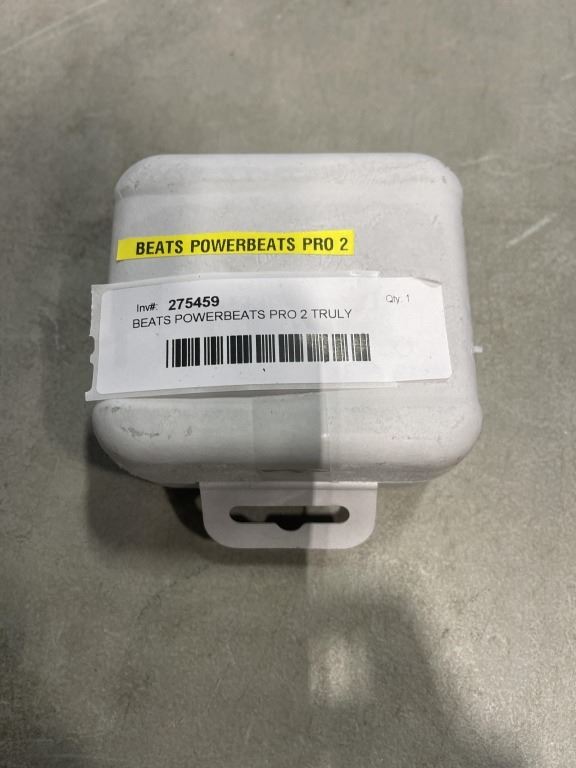 BEATS POWERBEATS PRO 2
Inv#: 275459 Qty: 1
BEATS POWERBEATS PRO 2 TRULY